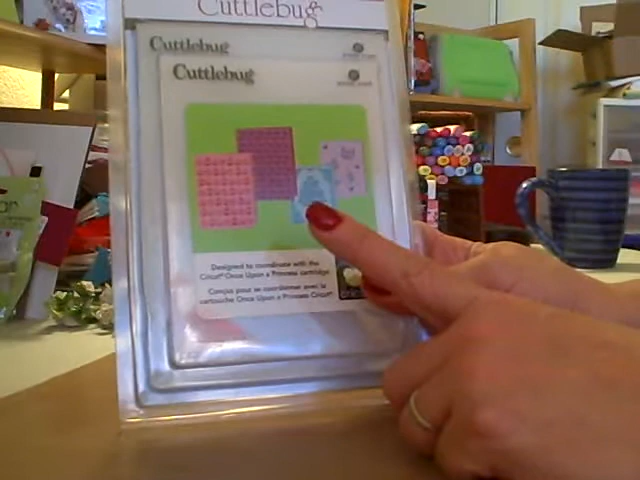 Cuttlebug
Cuttlebug
Cuttlebug
Designed to coordinate with the
Cricut® Once Upon a Princess cartridge
Conçus pour se coordonner avec la
cartouche Once Upon a Princess Cricut®